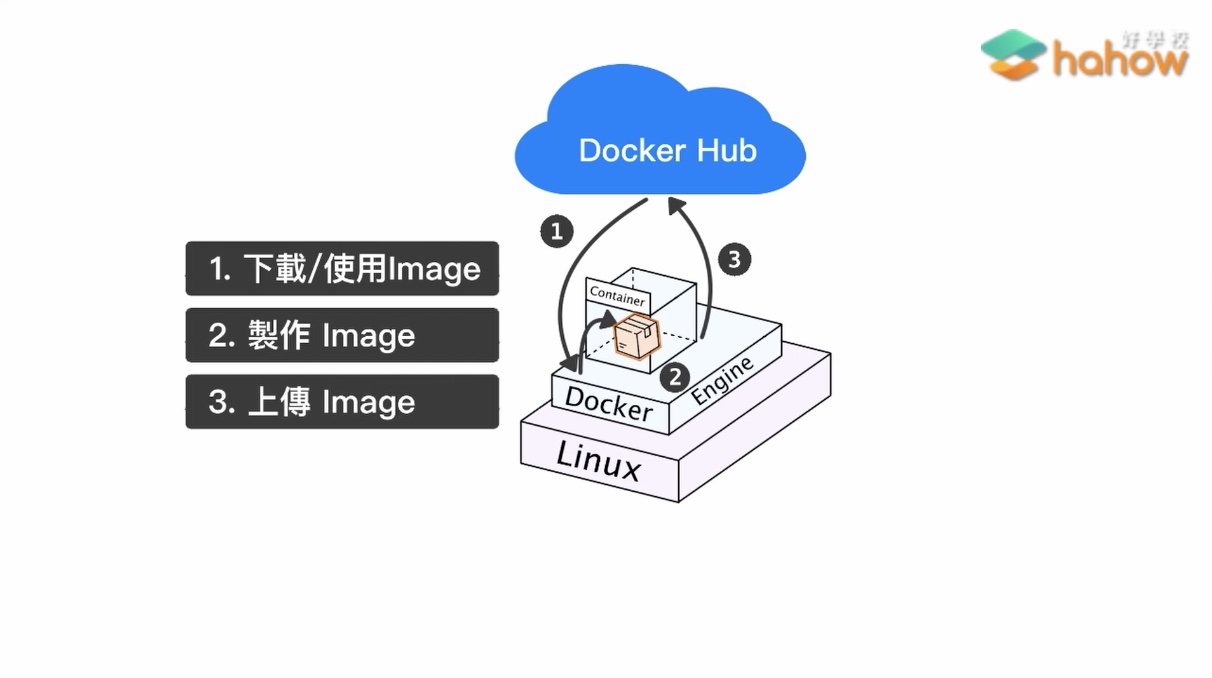 好學校
hahow
Docker Hub
1
3
1. 下載/使用Image
2. 製作 Image
3. 上傳 Image
Container
2
Docker
Engine
Linux